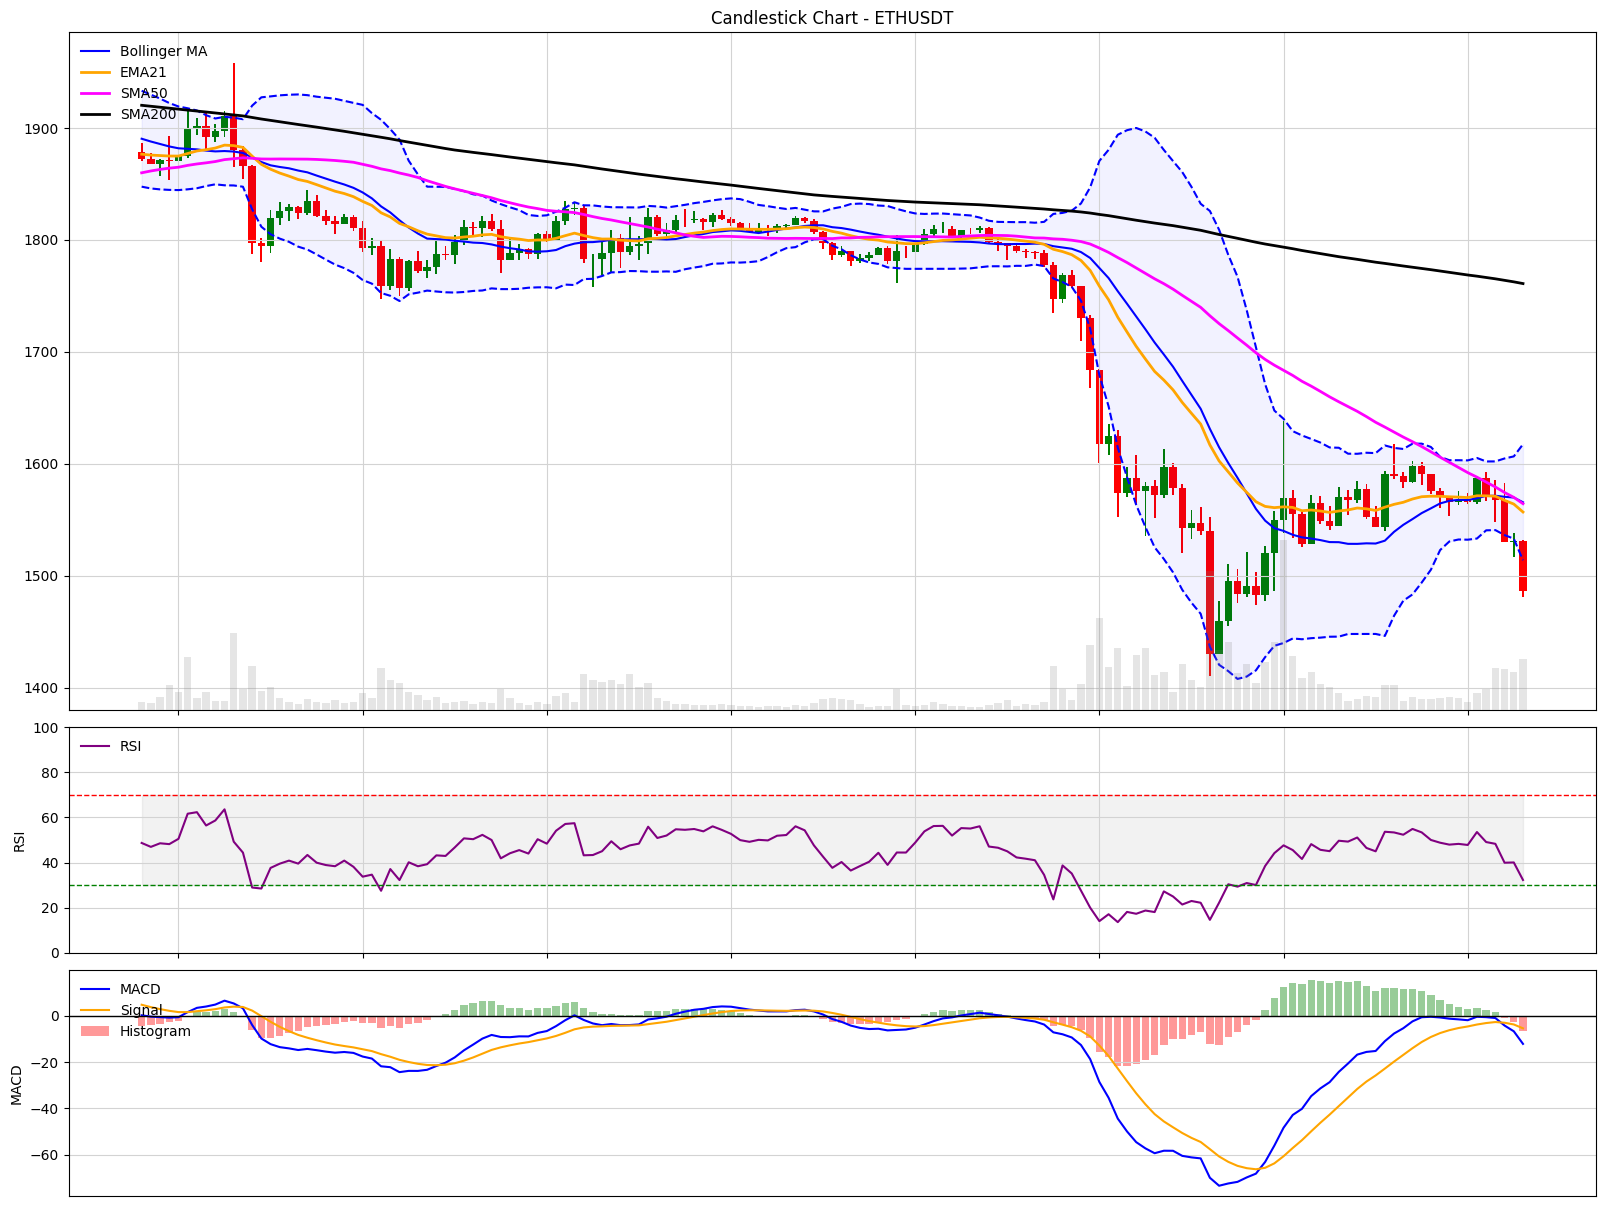 Candlestick Chart - ETHUSDT
Bollinger MA
EMA21
SMA50
SMA200
1900
1800
1700
1600
1500
1400
100
80
60
40
20
0
RSI
RSI
MACD
Signal
Histogram
0
−20
−40
−60
MACD